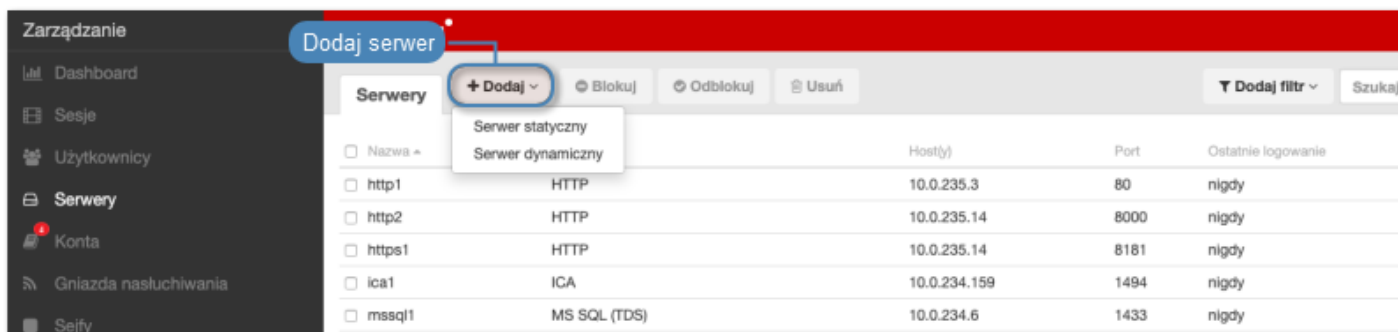 Zarządzanie
Dodaj serwer
Dashboard
Serwery + Dodaj Blokuj Odblokuj Usuń Dodaj filtr Szukaj
Sesje
Serwer statyczny
Użytkownicy
Nazwa Serwer dynamiczny Host(y) Port Ostatnie logowanie
http1 HTTP 10.0.235.3 80 nigdy
Serwery
http2 HTTP 10.0.235.14 8000 nigdy
4
Konta
https1 HTTP 10.0.235.14 8181 nigdy
Gniazda nasłuchiwania
ica1 ICA 10.0.234.159 1494 nigdy
mssql1 MS SQL (TDS) 10.0.234.6 1433 nigdy
Sejfy